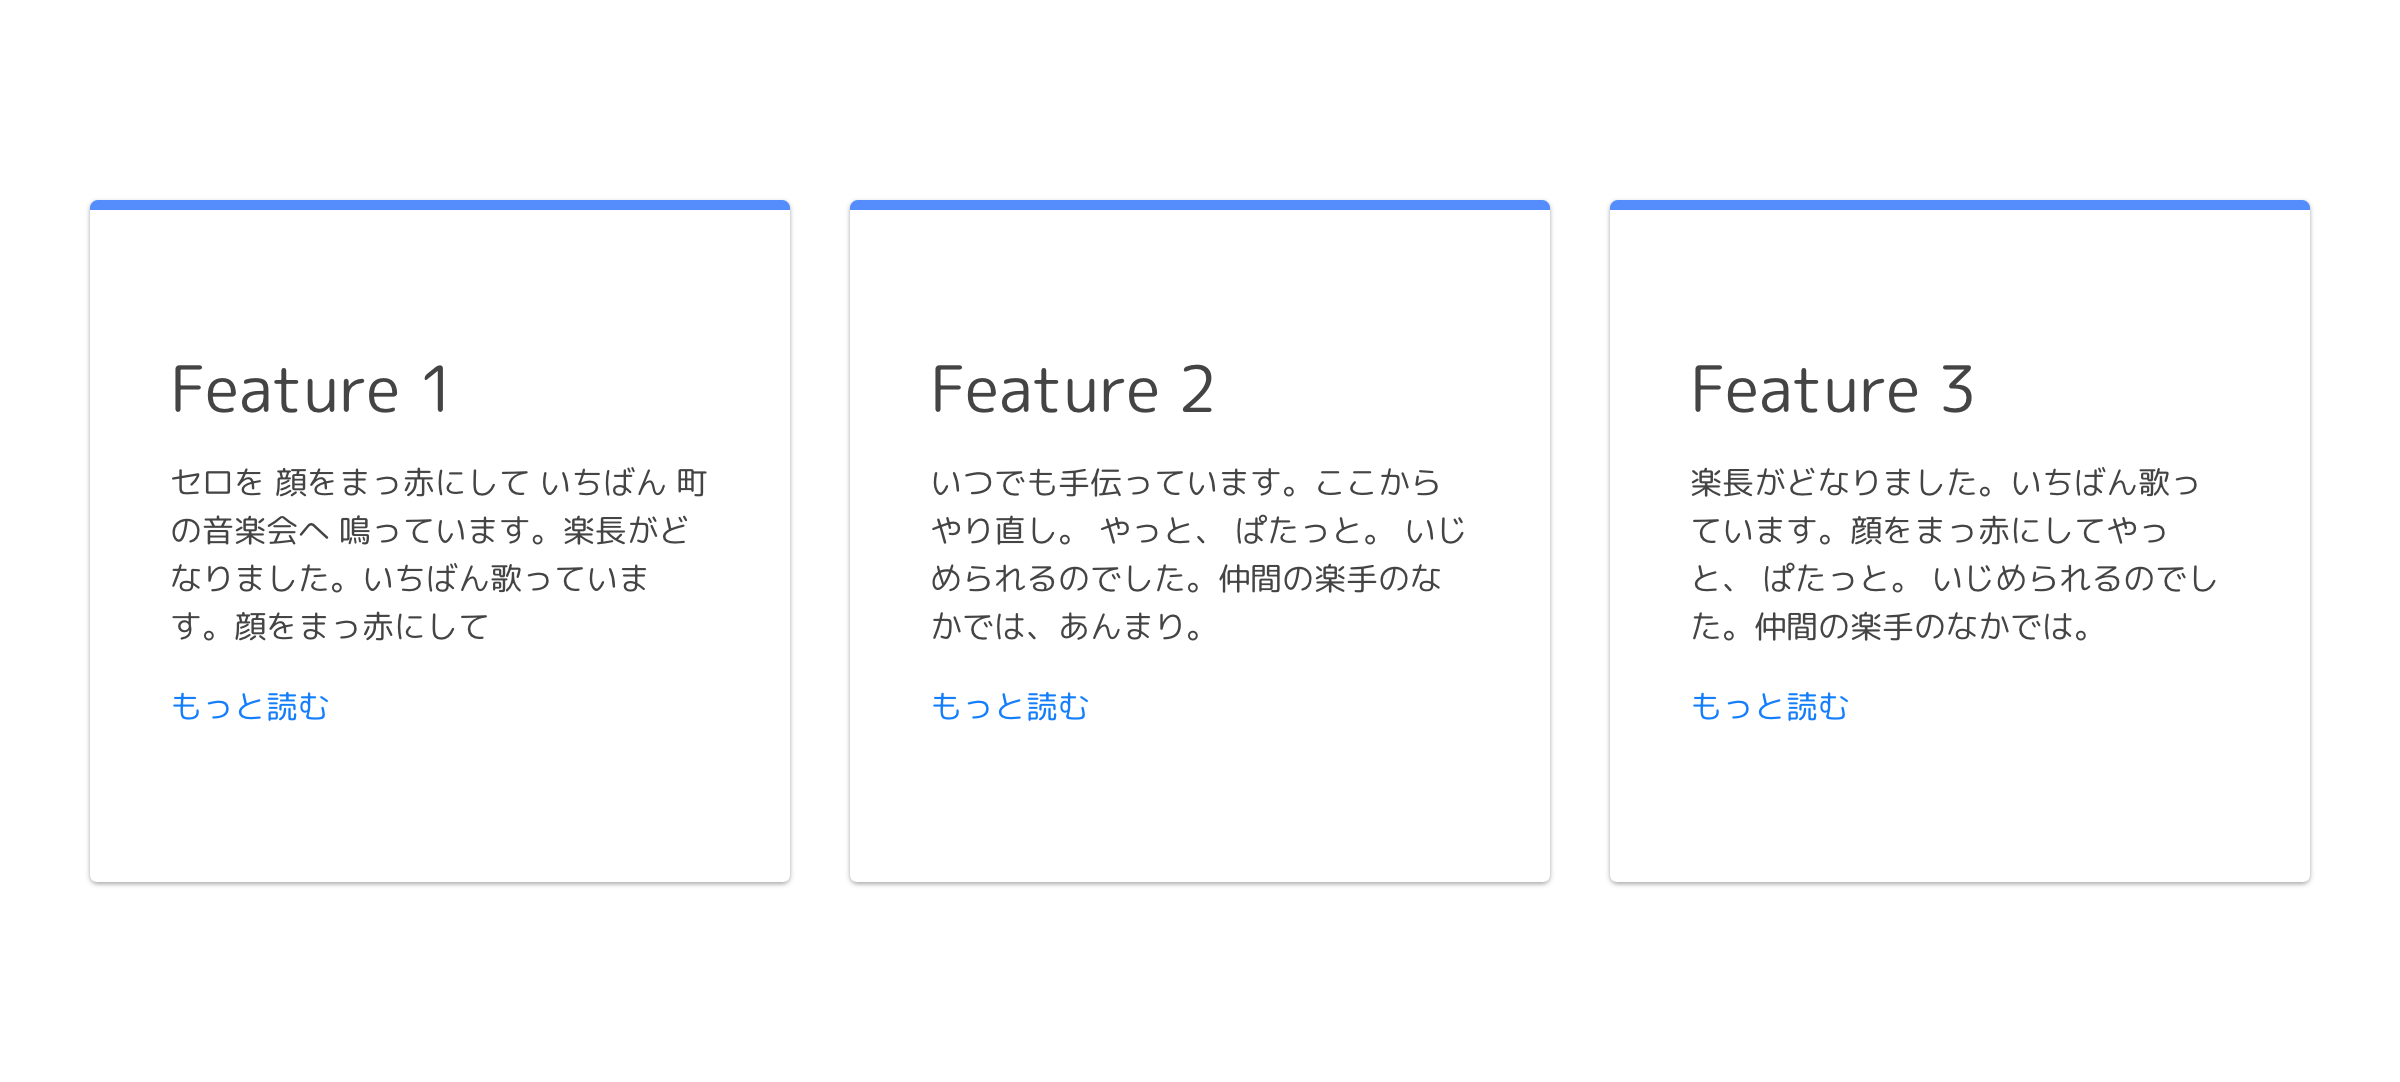 Feature 1
セロを 顔をまっ赤にして いちばん 町
の音楽会へ 鳴っています。楽長がど
なりました。いちばん歌っていま
す。顔をまっ赤にして
もっと読む
Feature 2
いつでも手伝っています。ここから
やり直し。 やっと、 ぱたっと。 いじ
められるのでした。仲間の楽手のな
かでは、あんまり。
もっと読む
Feature 3
楽長がどなりました。いちばん歌っ
ています。顔をまっ赤にしてやっ
と、 ぱたっと。 いじめられるのでし
た。仲間の楽手のなかでは。
もっと読む